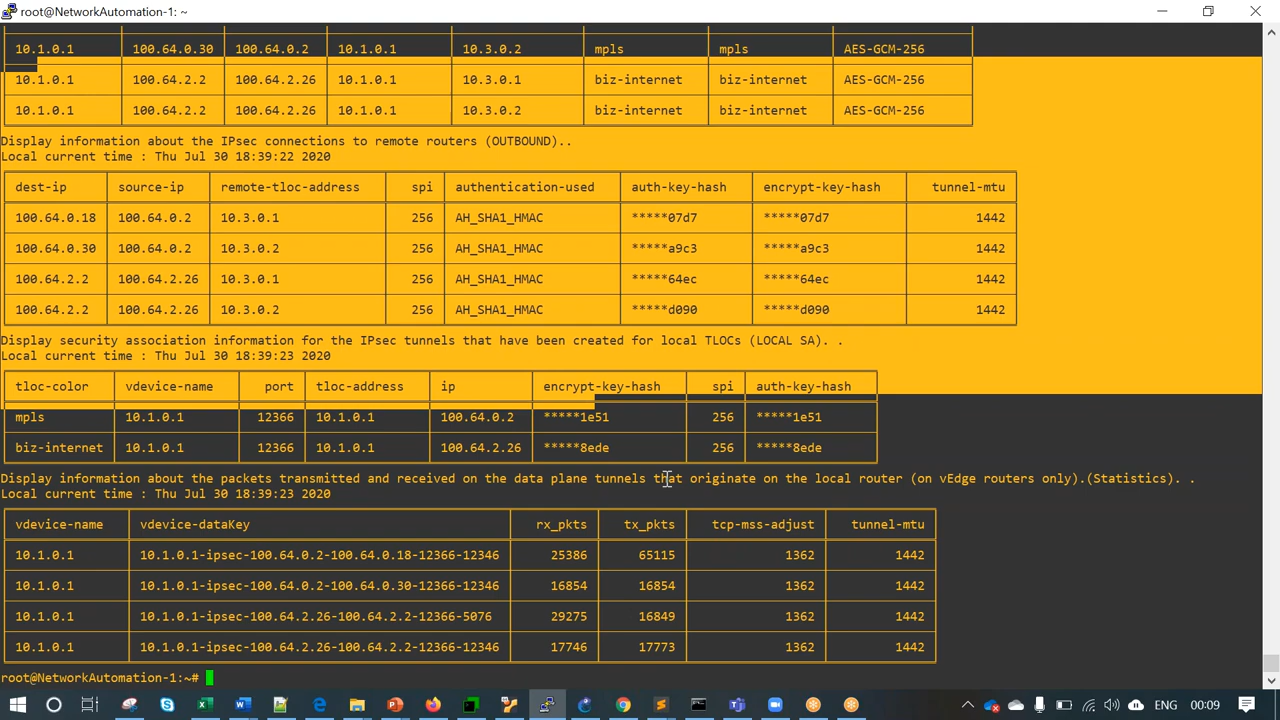 root@NetworkAutomation-1: ~
10.1.0.1 100.64.0.30 100.64.0.2 10.1.0.1 10.3.0.2 mpls mpls AES-GCM-256
10.1.0.1 100.64.2.2 100.64.2.26 10.1.0.1 10.3.0.1 biz-internet biz-internet AES-GCM-256
10.1.0.1 100.64.2.2 100.64.2.26 10.1.0.1 10.3.0.2 biz-internet biz-internet AES-GCM-256
Display information about the IPsec connections to remote routers (OUTBOUND)..
Local current time : Thu Jul 30 18:39:22 2020
dest-ip source-ip remote-tloc-address spi authentication-used auth-key-hash encrypt-key-hash tunnel-mtu
100.64.0.18 100.64.0.2 10.3.0.1 256 AH_SHA1_HMAC *****07d7 *****07d7 1442
100.64.0.30 100.64.0.2 10.3.0.2 256 AH_SHA1_HMAC *****a9c3 *****a9c3 1442
100.64.2.2 100.64.2.26 10.3.0.1 256 AH_SHA1_HMAC *****64ec *****64ec 1442
100.64.2.2 100.64.2.26 10.3.0.2 256 AH_SHA1_HMAC *****d090 *****d090 1442
Display security association information for the IPsec tunnels that have been created for local TLOCs (LOCAL SA). .
Local current time : Thu Jul 30 18:39:23 2020
tloc-color vdevice-name port tloc-address ip encrypt-key-hash spi auth-key-hash
mpls 10.1.0.1 12366 10.1.0.1 100.64.0.2 *****1e51 256 *****1e51
biz-internet 10.1.0.1 12366 10.1.0.1 100.64.2.26 *****8ede 256 *****8ede
Display information about the packets transmitted and received on the data plane tunnels that originate on the local router (on vEdge routers only).(Statistics). .
Local current time : Thu Jul 30 18:39:23 2020
vdevice-name vdevice-dataKey rx_pkts tx_pkts tcp-mss-adjust tunnel-mtu
10.1.0.1 10.1.0.1-ipsec-100.64.0.2-100.64.0.18-12366-12346 25386 65115 1362 1442
10.1.0.1 10.1.0.1-ipsec-100.64.0.2-100.64.0.30-12366-12346 16854 16854 1362 1442
10.1.0.1 10.1.0.1-ipsec-100.64.2.26-100.64.2.2-12366-5076 29275 16849 1362 1442
10.1.0.1 10.1.0.1-ipsec-100.64.2.26-100.64.2.2-12366-12346 17746 17773 1362 1442
root@NetworkAutomation-1:~#
ENG 00:09